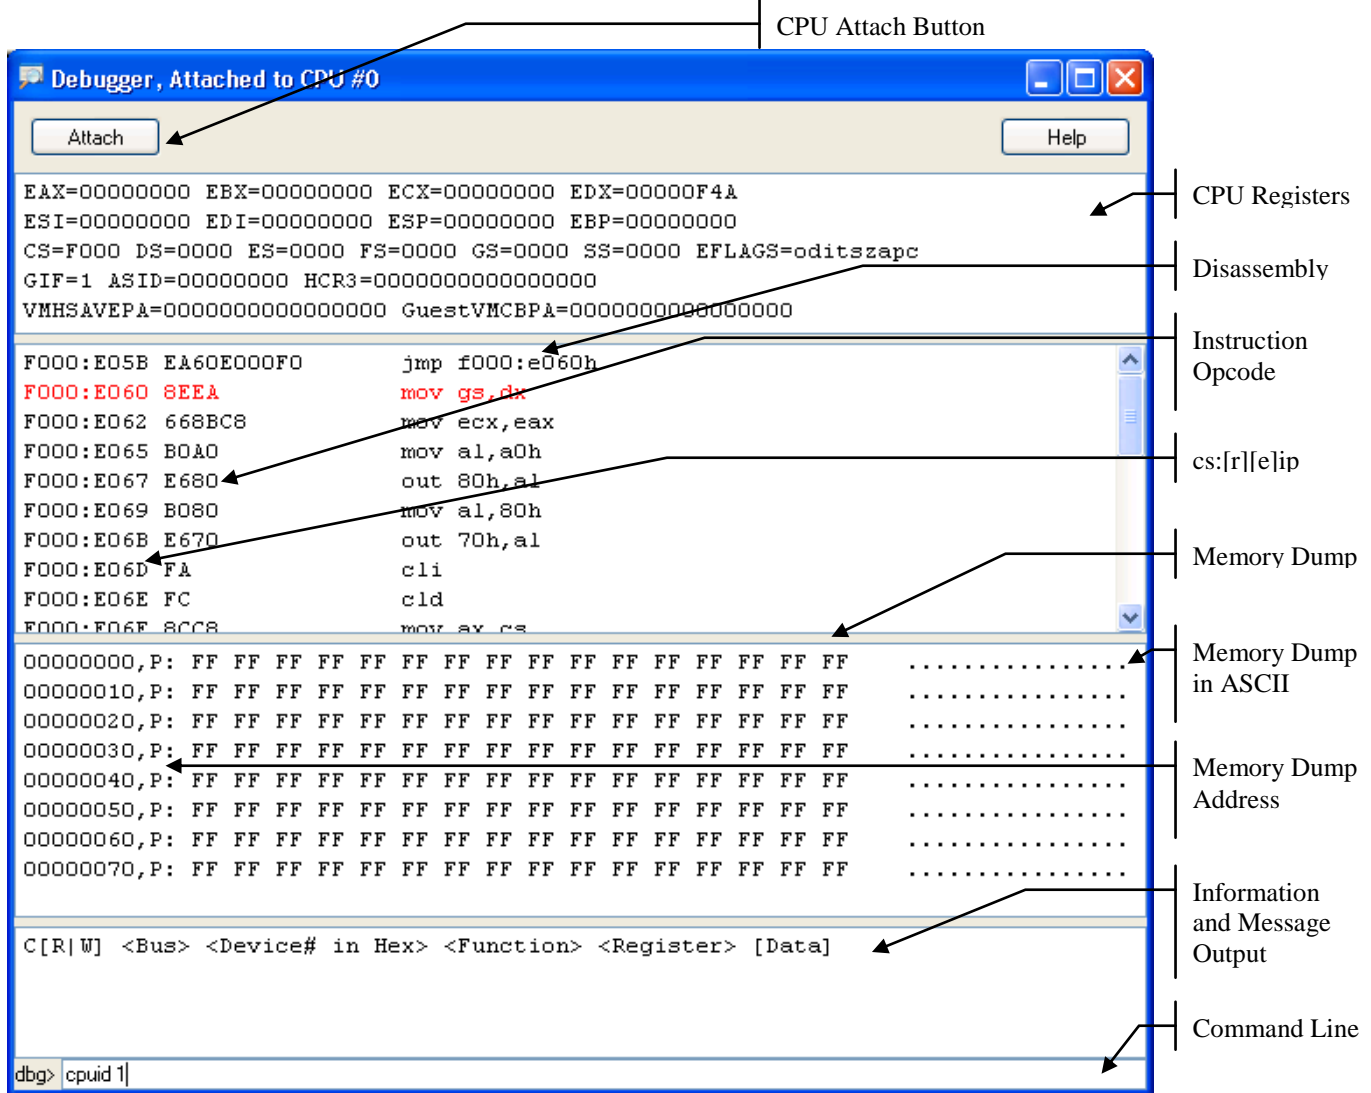 CPU Attach Button
Debugger, Attached to CPU #0
Attach
Help
EAX=00000000 EBX=00000000 ECX=00000000 EDX=00000F4A
ESI=00000000 EDI=00000000 ESP=00000000 EBP=00000000
CS=F000 DS=0000 ES=0000 FS=0000 GS=0000 SS=0000 EFLAGS=oditszapc
GIF=1 ASID=00000000 HCR3=0000000000000000
VMHSAVEPA=0000000000000000 GuestVMCBPA=0000000000000000
CPU Registers
Disassembly
Instruction
Opcode
cs:[r][e]ip
F000:E05B EA60E000F0 jmp f000:e060h
F000:E060 8EEA mov gs,dx
F000:E062 668BC8 mov ecx,eax
F000:E065 B0A0 mov al,a0h
F000:E067 E680 out 80h,al
F000:E069 B080 mov al,80h
F000:E06B E670 out 70h,al
F000:E06D FA cli
F000:E06E FC cld
F000:E06F 8CC8 mov ax,cs
Memory Dump
Memory Dump
in ASCII
Memory Dump
Address
00000000,P: FF FF FF FF FF FF FF FF FF FF FF FF FF FF FF FF ................
00000010,P: FF FF FF FF FF FF FF FF FF FF FF FF FF FF FF FF ................
00000020,P: FF FF FF FF FF FF FF FF FF FF FF FF FF FF FF FF ................
00000030,P: FF FF FF FF FF FF FF FF FF FF FF FF FF FF FF FF ................
00000040,P: FF FF FF FF FF FF FF FF FF FF FF FF FF FF FF FF ................
00000050,P: FF FF FF FF FF FF FF FF FF FF FF FF FF FF FF FF ................
00000060,P: FF FF FF FF FF FF FF FF FF FF FF FF FF FF FF FF ................
00000070,P: FF FF FF FF FF FF FF FF FF FF FF FF FF FF FF FF ................
Information
and Message
Output
C[R|W] <Bus> <Device# in Hex> <Function> <Register> [Data]
Command Line
dbg> cpuid 1